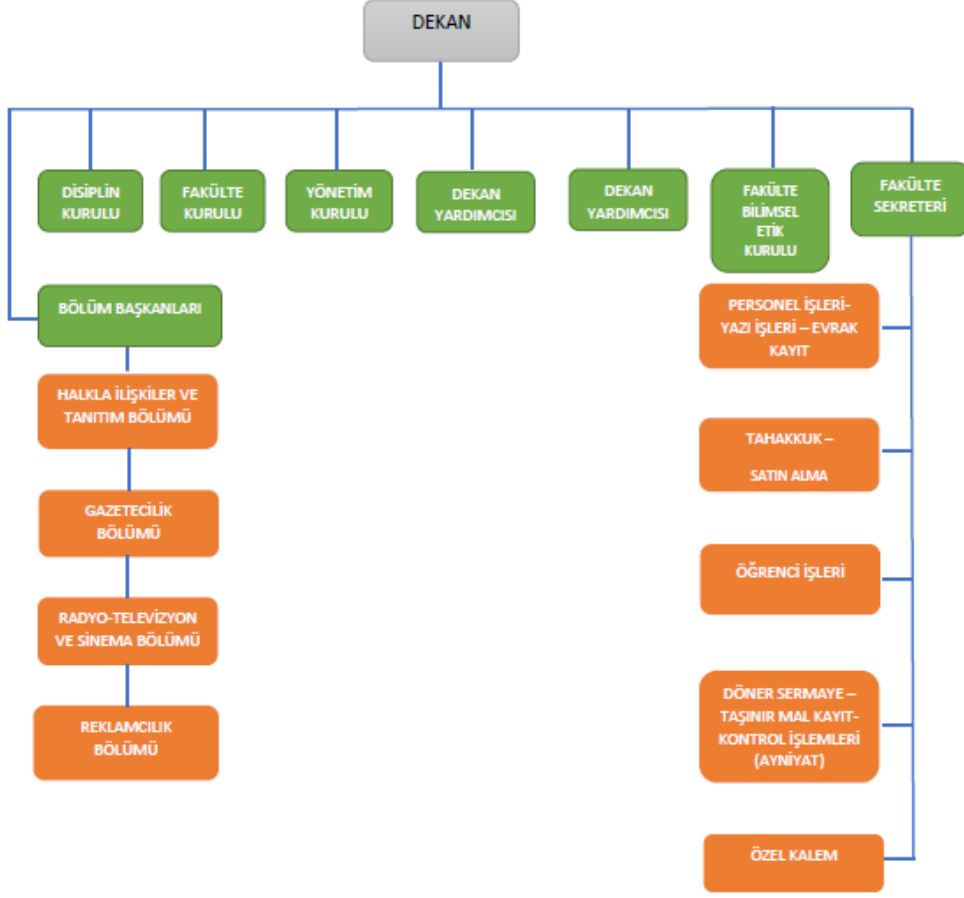 DEKAN
DİSİPLİN
KURULU
FAKÜLTE
KURULU
YÖNETİM
KURULU
DEKAN
YARDIMCISI
DEKAN
YARDIMCISI
FAKÜLTE
BİLİMSEL
ETİK
KURULU
FAKÜLTE
SEKRETERİ
BÖLÜM BAŞKANLARI
HALKLA İLİŞKİLER VE
TANITIM BÖLÜMÜ
GAZETECİLİK
BÖLÜMÜ
RADYO-TELEVİZYON
VE SİNEMA BÖLÜMÜ
REKLAMCILIK
BÖLÜMÜ
PERSONEL İŞLERİ-
YAZI İŞLERİ – EVRAK
KAYIT
TAHAKKUK –
SATIN ALMA
ÖĞRENCİ İŞLERİ
DÖNER SERMAYE –
TAŞINIR MAL KAYIT-
KONTROL İŞLEMLERİ
(AYNİYAT)
ÖZEL KALEM